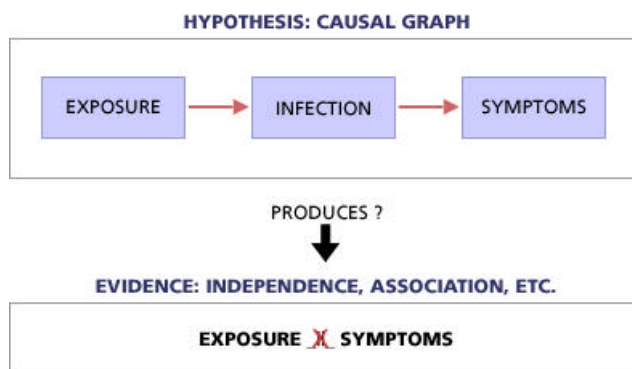 HYPOTHESIS: CAUSAL GRAPH
EXPOSURE INFECTION SYMPTOMS
PRODUCES ?
EVIDENCE: INDEPENDENCE, ASSOCIATION, ETC.
EXPOSURE SYMPTOMS